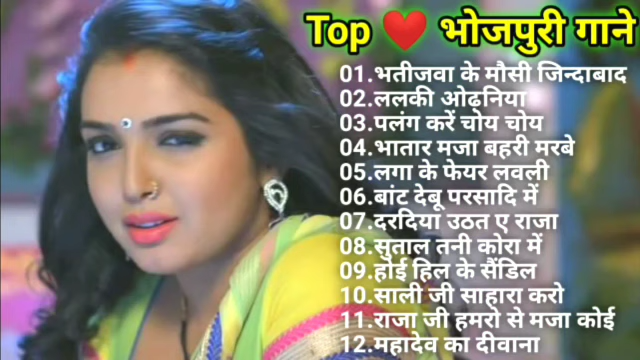 Top ❤️ भोजपुरी गाने
01.भतीजवा के मौसी जिन्दाबाद
02.ललकी ओढ़निया
03.पलंग करें चोय चोय
04.भातार मजा बहरी मरबे
05.लगा के फेयर लवली
06.बांट देबू परसादि में
07.दरदिया उठत ए राजा
08.सुताल तनी कोरा में
09.होई हिल के सैंडिल
10.साली जी साहारा करो
11.राजा जी हमरो से मजा कोई
12.महादेव का दीवाना